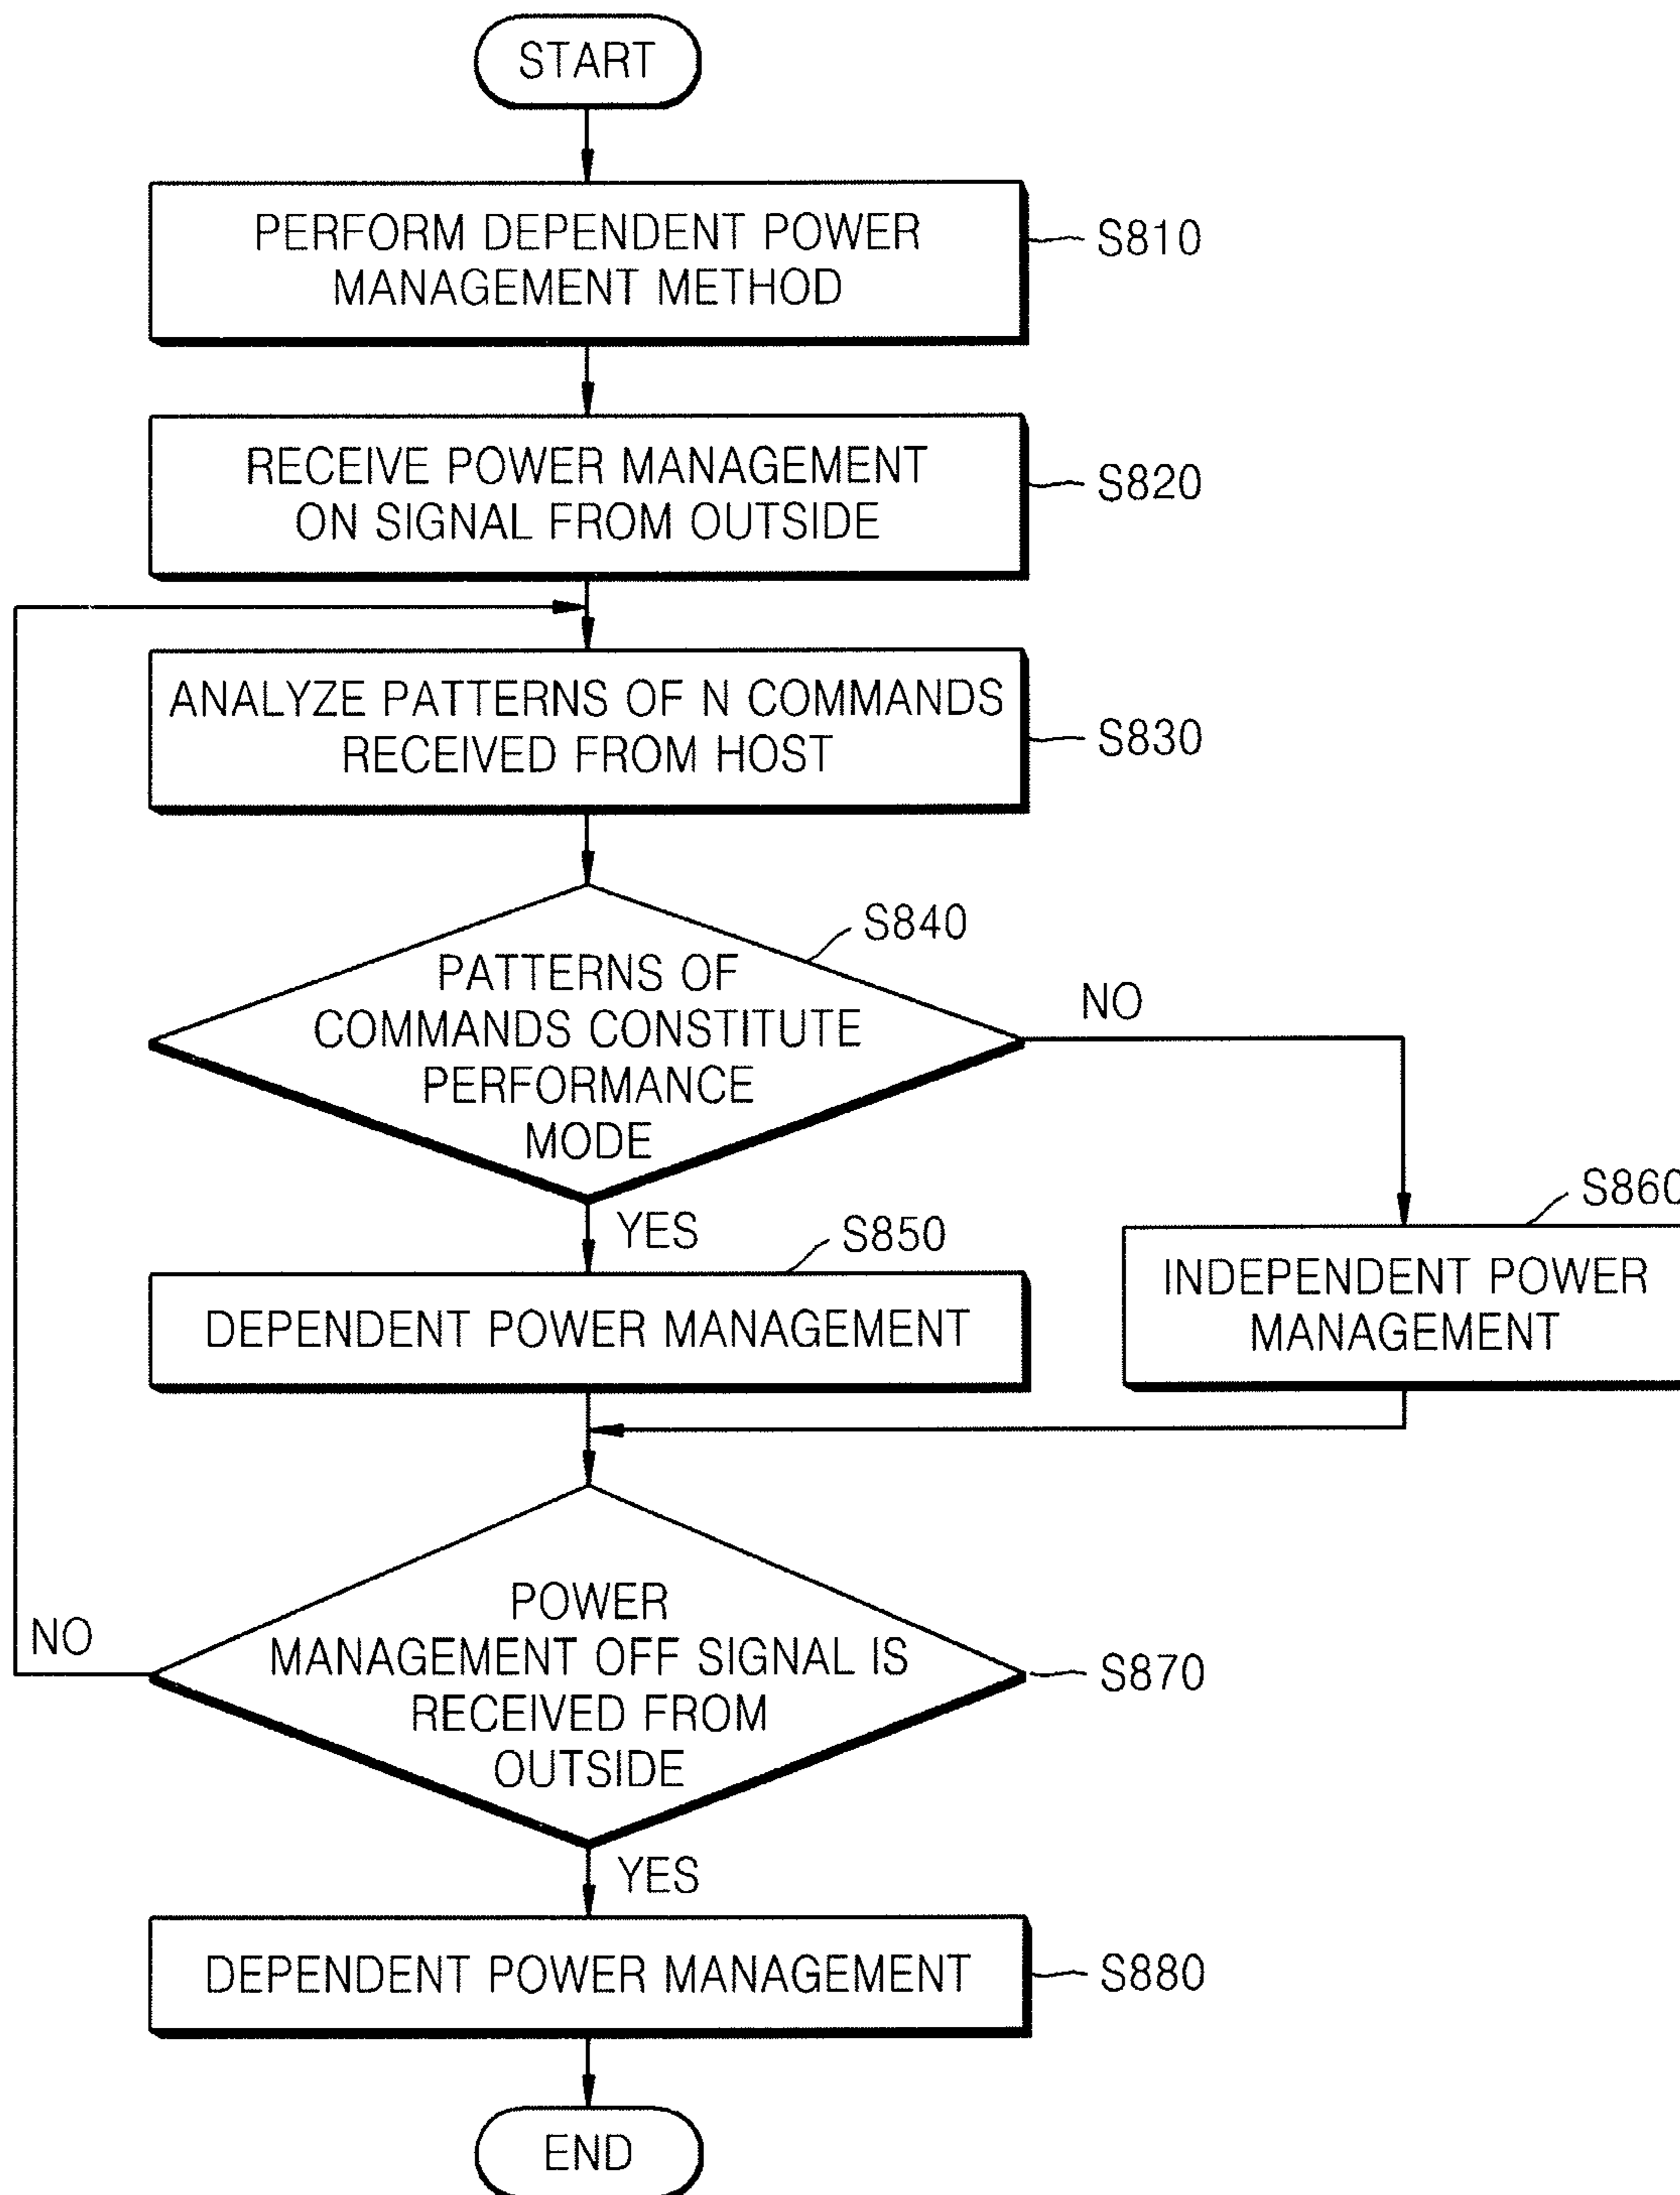 START
PERFORM DEPENDENT POWER
MANAGEMENT METHOD
S810
RECEIVE POWER MANAGEMENT
ON SIGNAL FROM OUTSIDE
S820
ANALYZE PATTERNS OF N COMMANDS
RECEIVED FROM HOST
S830
S840
PATTERNS OF
COMMANDS CONSTITUTE
PERFORMANCE
MODE
NO
YES
S850
DEPENDENT POWER MANAGEMENT
S860
INDEPENDENT POWER
MANAGEMENT
POWER
MANAGEMENT OFF SIGNAL IS
RECEIVED FROM
OUTSIDE
NO
S870
YES
DEPENDENT POWER MANAGEMENT
S880
END